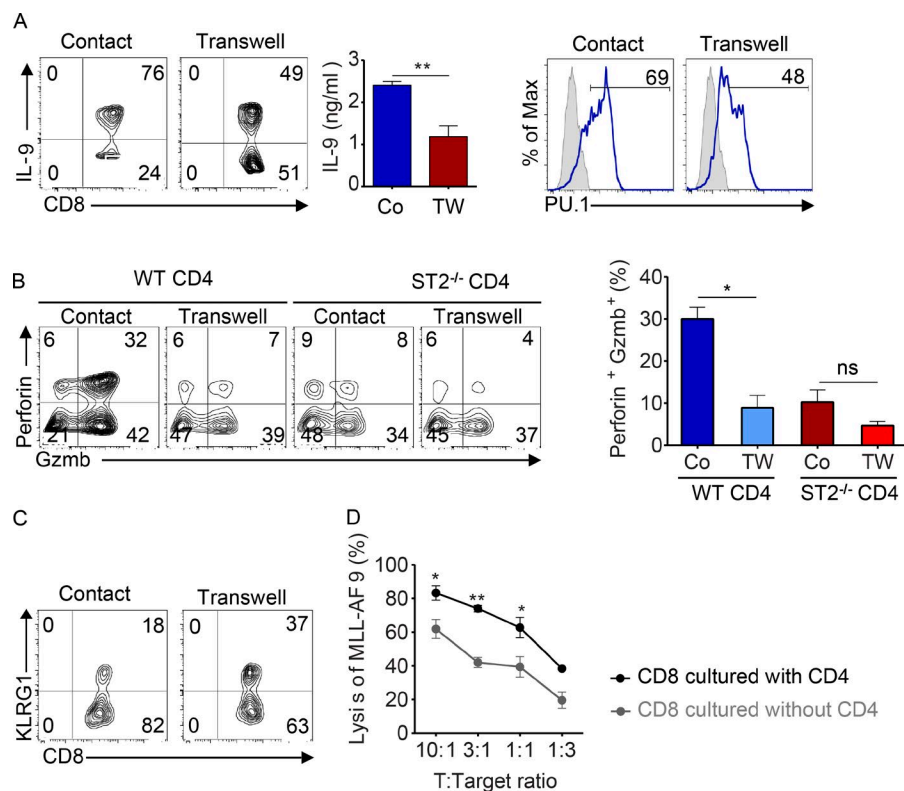 A
Contact Transwell
0 76 0 49
0 24 0 51
IL-9
CD8
IL-9 (ng/ml)
3
2
1
0
**
Co TW
Contact Transwell
69 48
% of Max
PU.1
B
WT CD4 ST2-/- CD4
Contact Transwell Contact Transwell
6 32 6 7 9 8 6 4
21 42 47 39 48 34 45 37
Perforin
Gzmb
Perforin + Gzmb + (%)
40
30
20
10
0
* ns
Co TW Co TW
WT CD4 ST2-/- CD4
C
Contact Transwell
0 18 0 37
0 82 0 63
KLRG1
CD8
D
Lysi s of MLL-AF 9 (%)
100
80
60
40
20
0
* ** *
10:1 3:1 1:1 1:3
T:Target ratio
CD8 cultured with CD4
CD8 cultured without CD4